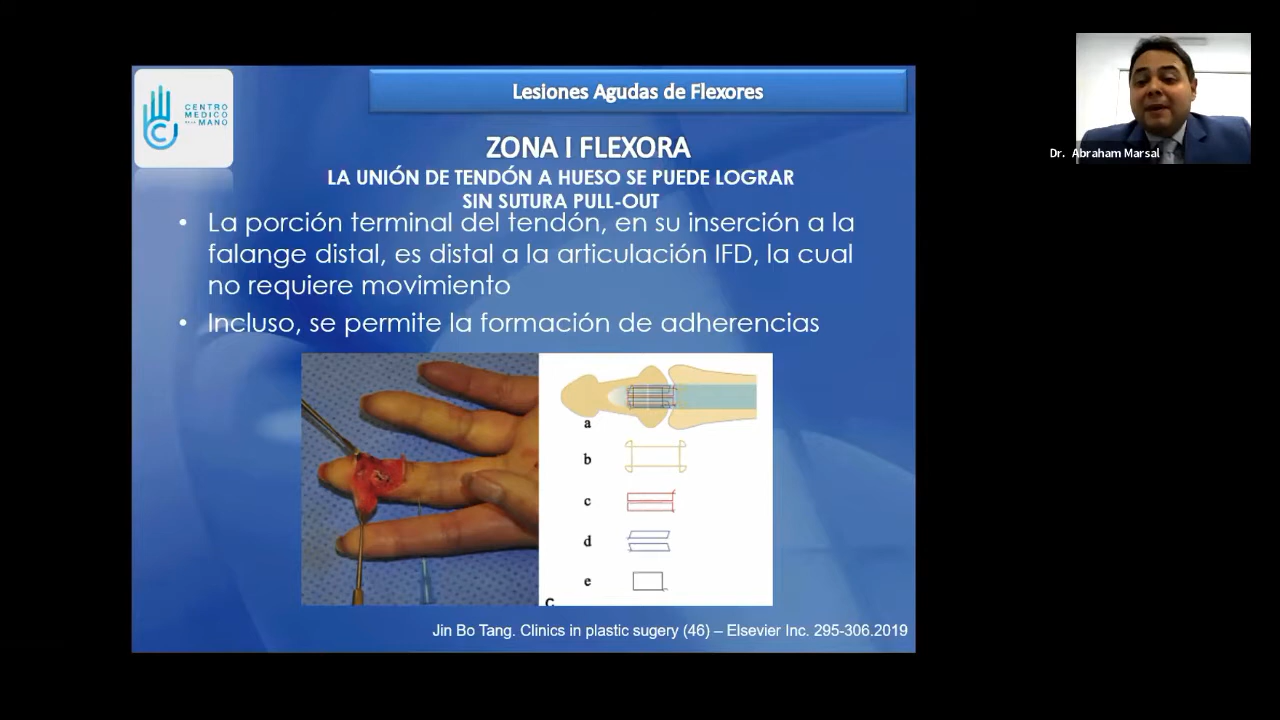 CENTRO
MEDICO
DE LA MANO
Lesiones Agudas de Flexores
ZONA I FLEXORA
LA UNIÓN DE TENDÓN A HUESO SE PUEDE LOGRAR
SIN SUTURA PULL-OUT
• La porción terminal del tendón, en su inserción a la
falange distal, es distal a la articulación IFD, la cual
no requiere movimiento
• Incluso, se permite la formación de adherencias
a
b
c
d
e
C
Jin Bo Tang. Clinics in plastic sugery (46) – Elsevier Inc. 295-306.2019
Dr. Abraham Marsal